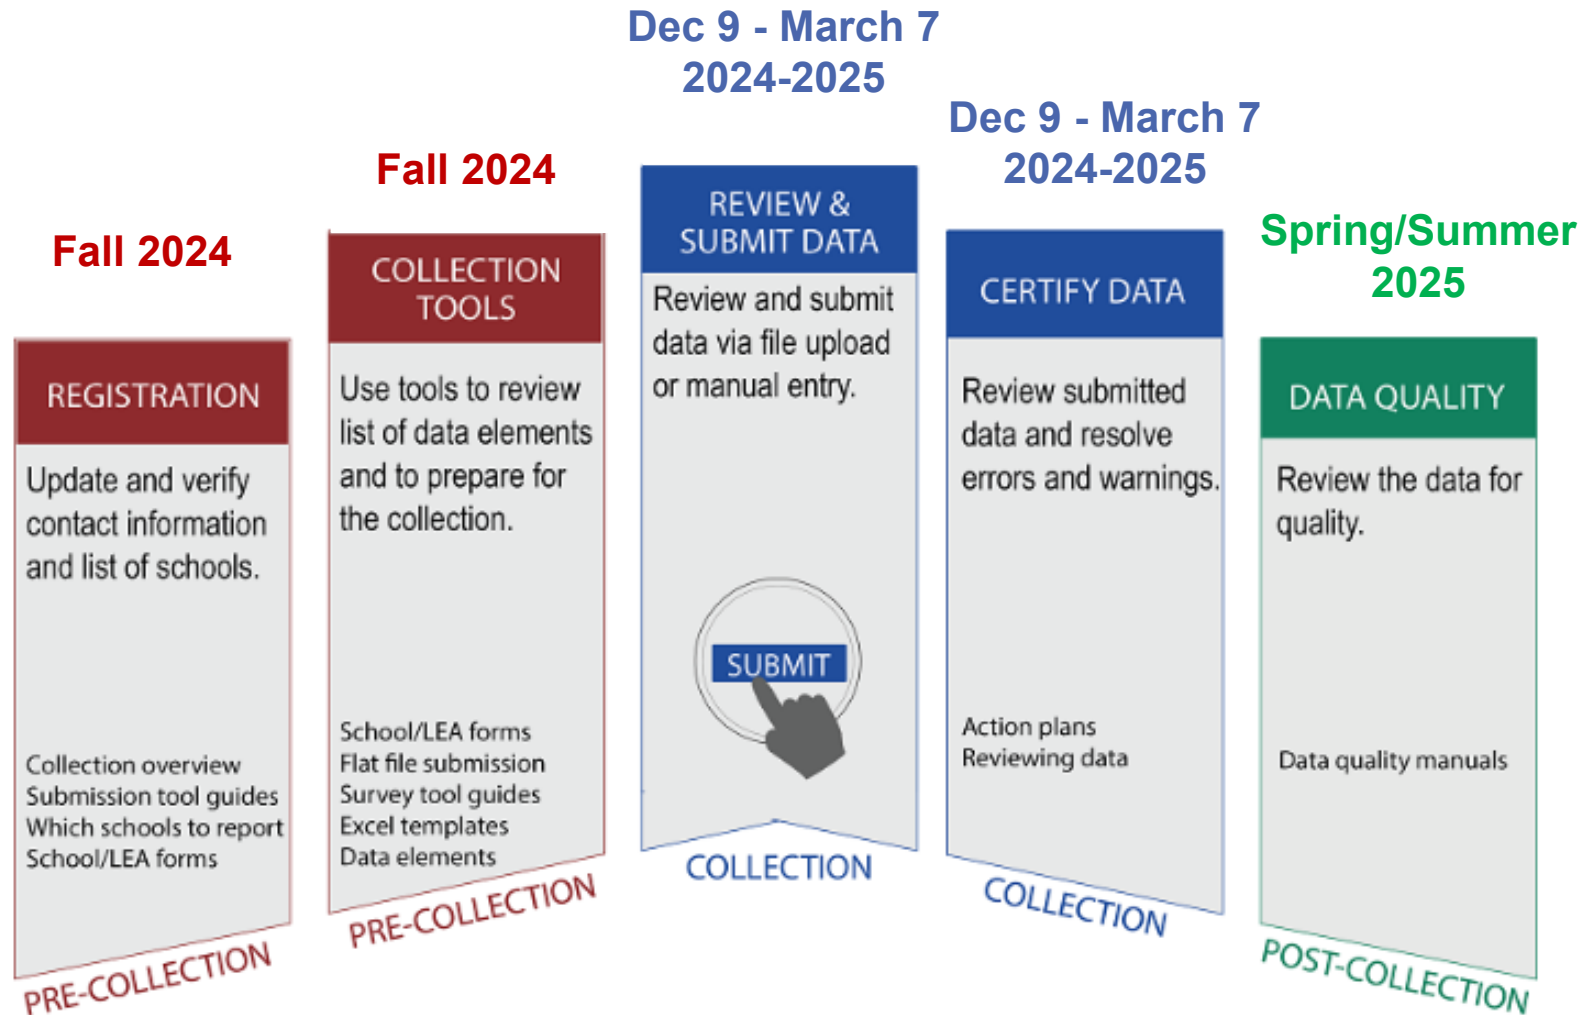 Fall 2024
REGISTRATION
Update and verify
contact information
and list of schools.
Collection overview
Submission tool guides
Which schools to report
School/LEA forms
PRE-COLLECTION
Fall 2024
COLLECTION
TOOLS
Use tools to review
list of data elements
and to prepare for
the collection.
School/LEA forms
Flat file submission
Survey tool guides
Excel templates
Data elements
PRE-COLLECTION
Dec 9 - March 7
2024-2025
REVIEW &
SUBMIT DATA
Review and submit
data via file upload
or manual entry.
SUBMIT
COLLECTION
Dec 9 - March 7
2024-2025
CERTIFY DATA
Review submitted
data and resolve
errors and warnings.
Action plans
Reviewing data
COLLECTION
Spring/Summer
2025
DATA QUALITY
Review the data for
quality.
Data quality manuals
POST-COLLECTION